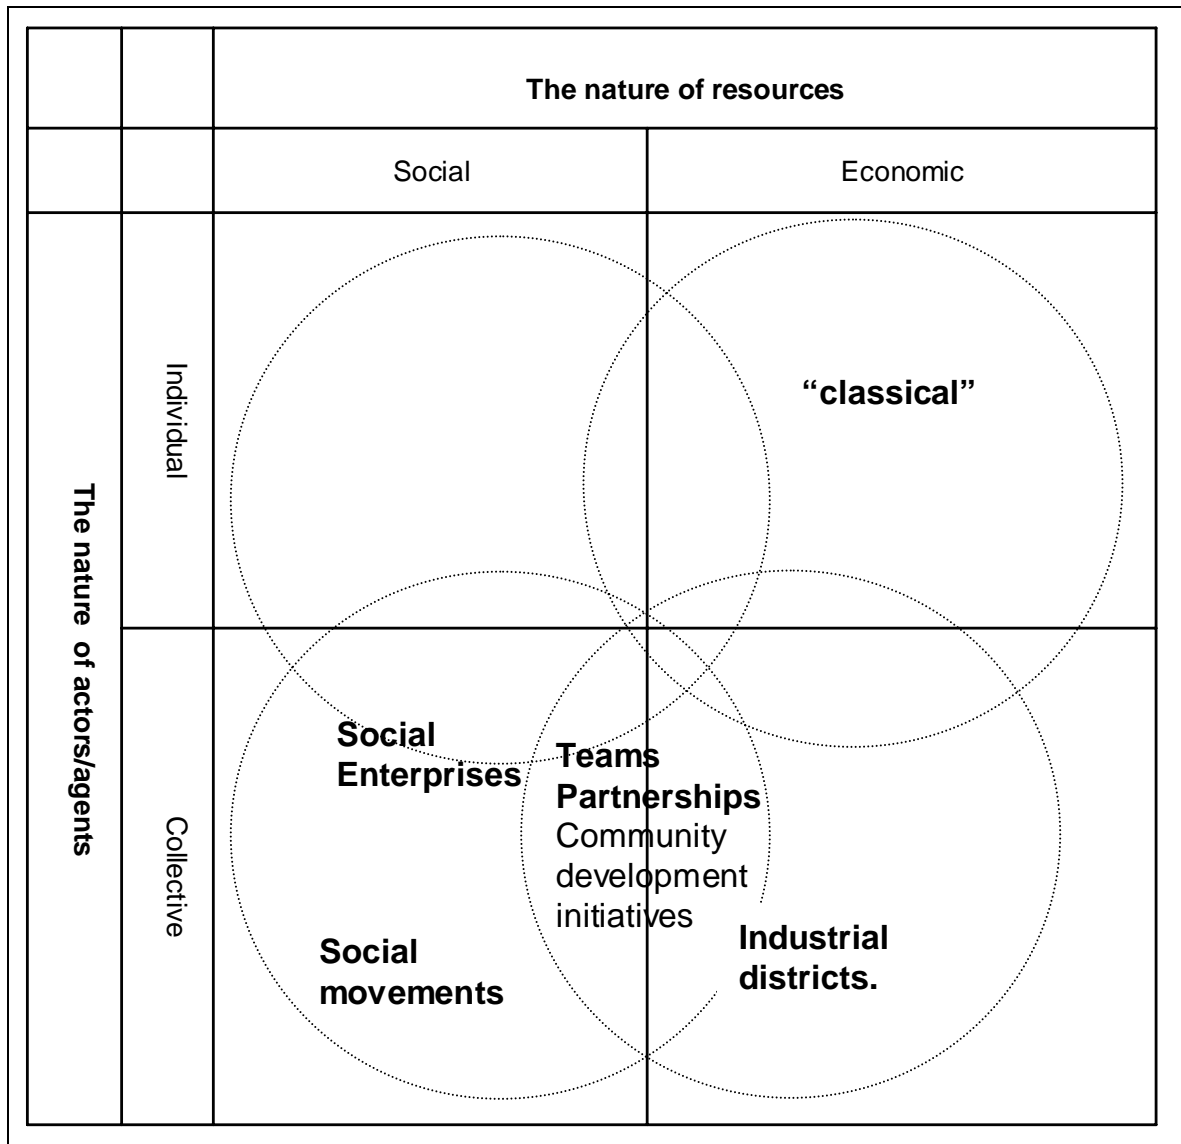 The nature of resources
Social
Economic
The nature of actors/agents
Individual
“classical”
Collective
Social
Enterprises
Teams
Partnerships
Community
development
initiatives
Social
movements
Industrial
districts.